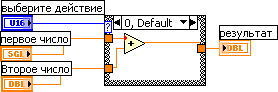 выберите действие
U16
0, Default
первое число
SGL
результат
DBL
Второе число
DBL